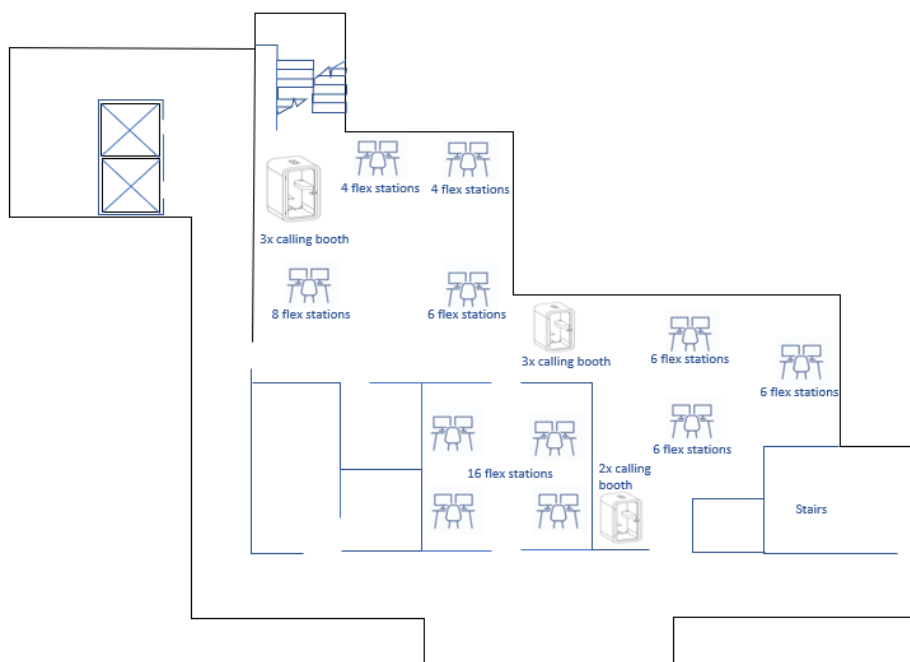 4 flex stations
4 flex stations
3x calling booth
8 flex stations
6 flex stations
3x calling booth
6 flex stations
6 flex stations
6 flex stations
16 flex stations
2x calling
booth
Stairs